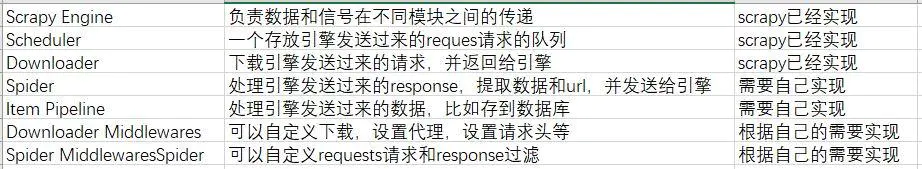 Scrapy Engine 负责数据和信号在不同模块之间的传递 scrapy已经实现
Scheduler 一个存放引擎发送过来的reques请求的队列 scrapy已经实现
Downloader 下载引擎发送过来的请求，并返回给引擎 scrapy已经实现
Spider 处理引擎发送过来的response，提取数据和url，并发送给引擎 需要自己实现
Item Pipeline 处理引擎发送过来的数据，比如存到数据库 需要自己实现
Downloader Middlewares 可以自定义下载，设置代理，设置请求头等 根据自己的需要实现
Spider MiddlewaresSpider 可以自定义requests请求和response过滤 根据自己的需要实现